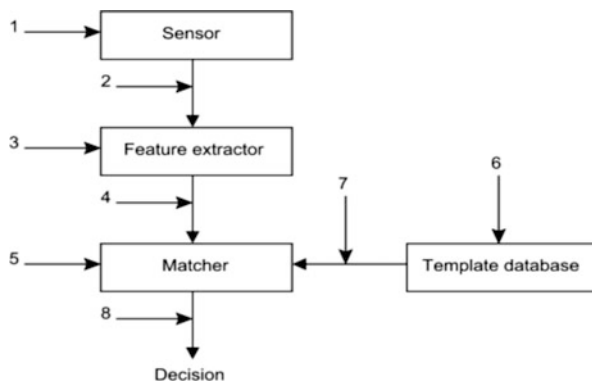 1
Sensor
2
3
Feature extractor
6
4
7
5
Matcher
Template database
8
Decision